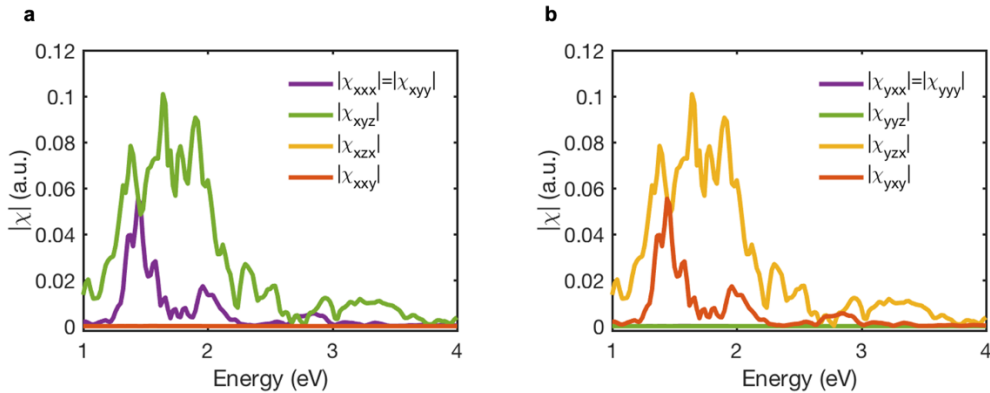 a
0.12
0.1
0.08
0.06
0.04
0.02
0
|χ| (a.u.)
|χxxx|=|χxyy|
|χxyz|
|χxzx|
|χxxy|
1 2 3 4
Energy (eV)
b
0.12
0.1
0.08
0.06
0.04
0.02
0
|χ| (a.u.)
|χyxx|=|χyyy|
|χyyz|
|χyzx|
|χyxy|
1 2 3 4
Energy (eV)